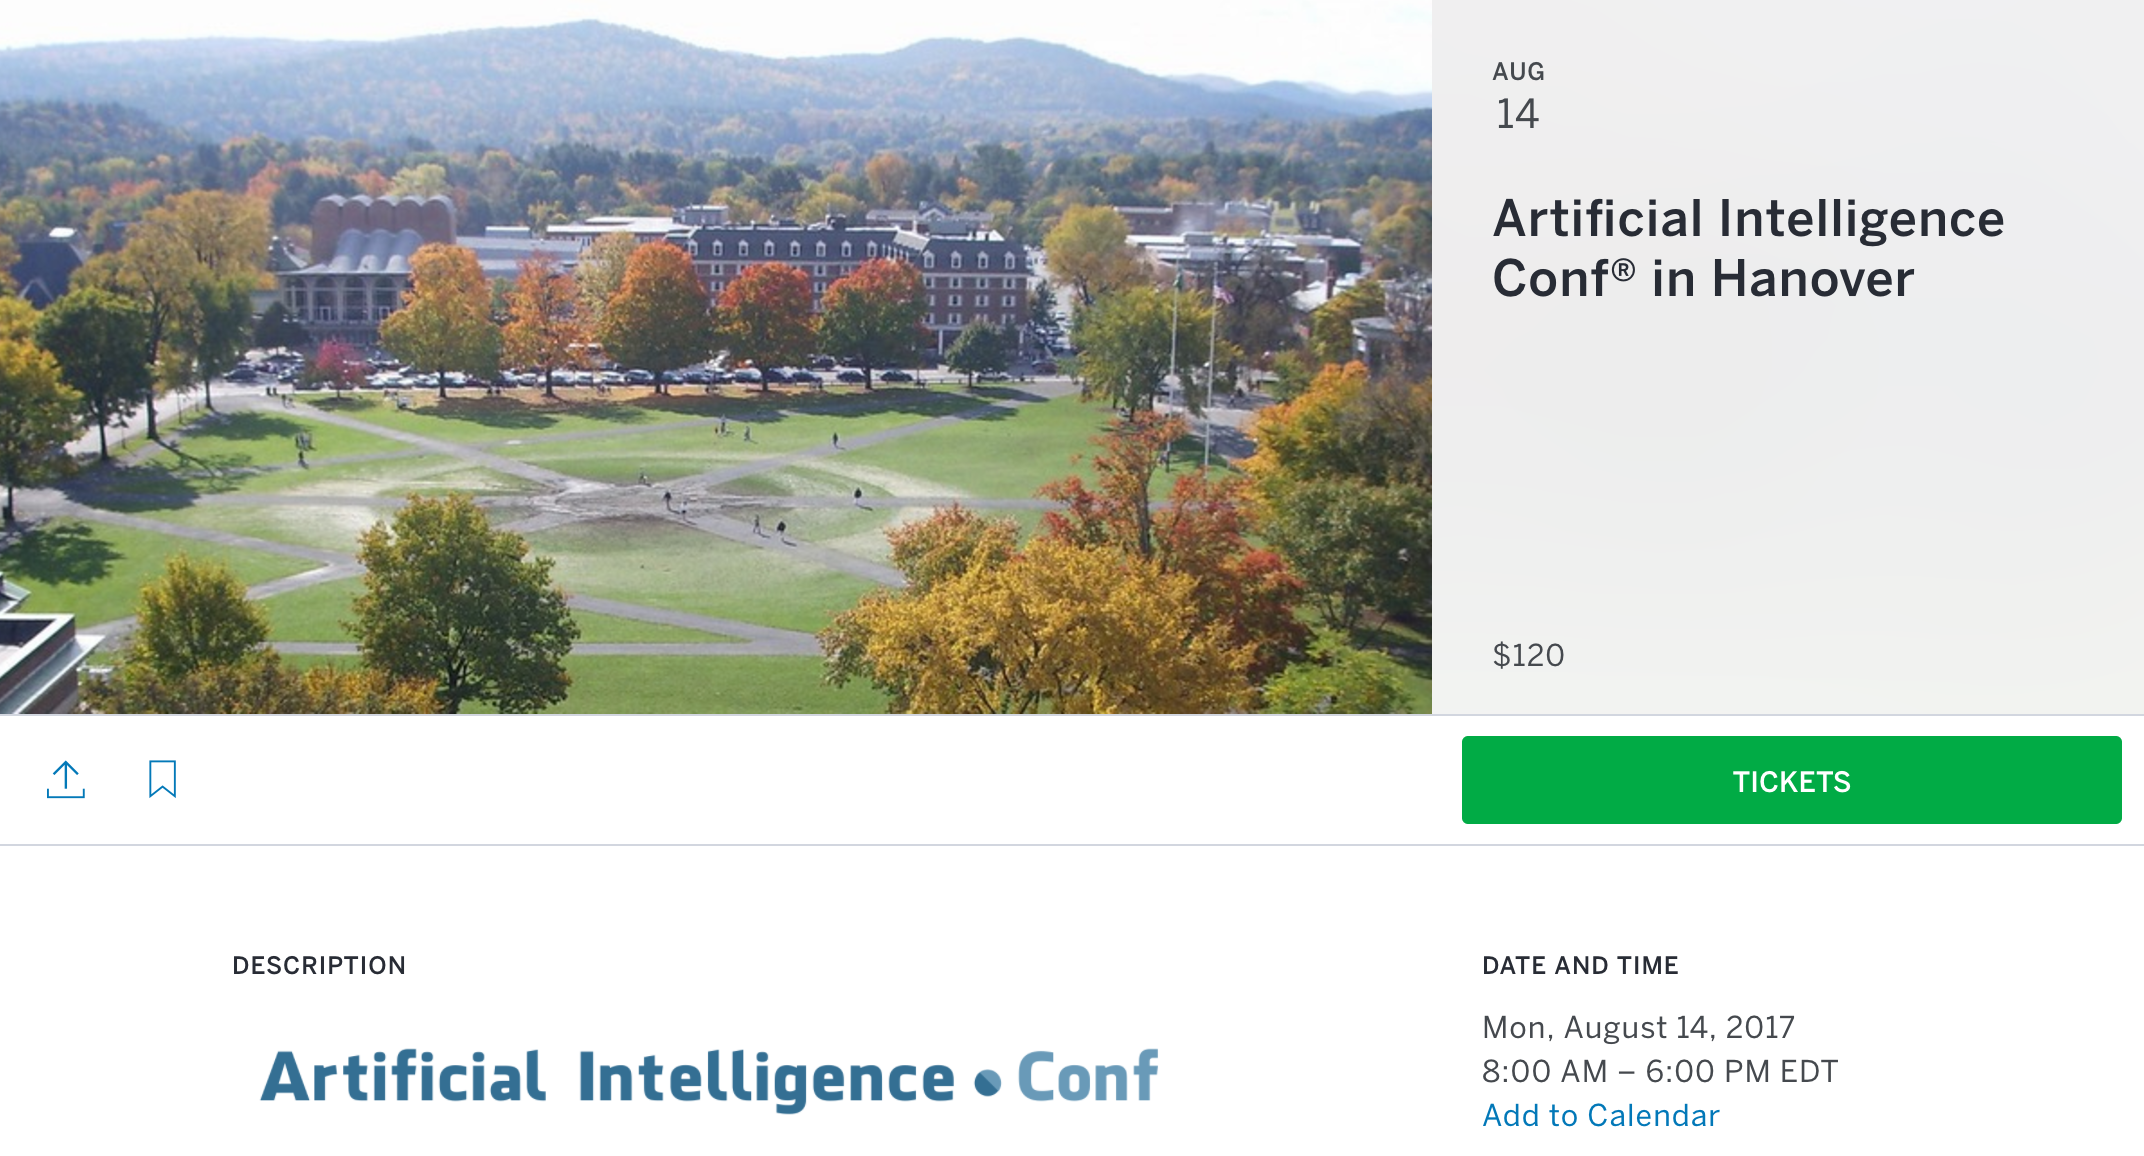 AUG
14
Artificial Intelligence
Conf® in Hanover
$120
TICKETS
DESCRIPTION
Artificial Intelligence • Conf
DATE AND TIME
Mon, August 14, 2017
8:00 AM – 6:00 PM EDT
Add to Calendar